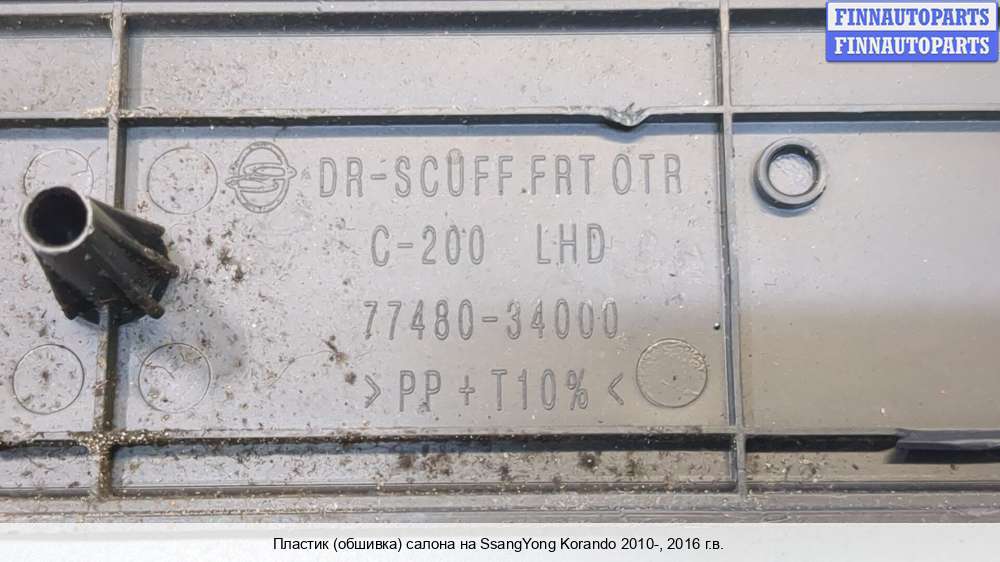 FINNAUTOPARTS
FINNAUTOPARTS
DR-SCUFF.FRT OTR
C-200 LHD
77480-34000
>PP+T10%<
Пластик (обшивка) салона на SsangYong Korando 2010-, 2016 г.в.